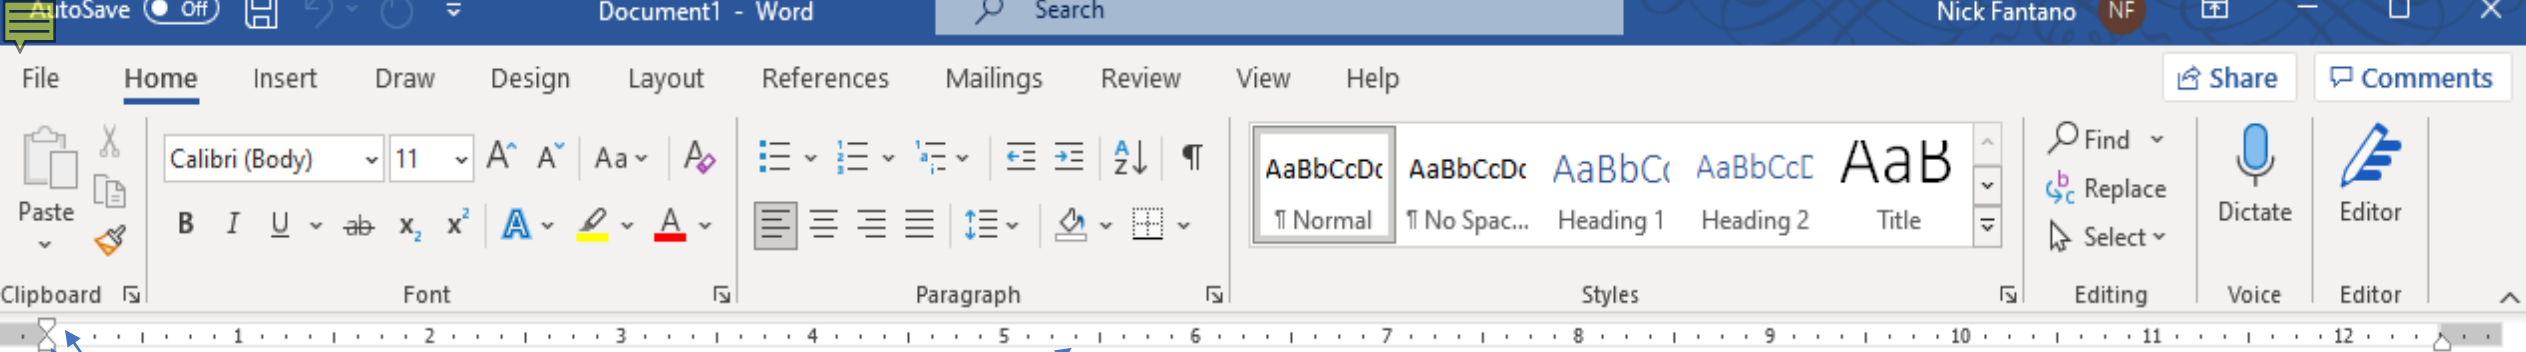 AutoSave Off Document1 - Word Search Nick Fantano NF
File Home Insert Draw Design Layout References Mailings Review View Help Share Comments
Calibri (Body) 11 Aa AaBbCcDc AaBbCcDc AaBbCc AaBbCcE AaB Find
Replace
Paste B I U ab x₂ x² A A ¶ Normal ¶ No Spac... Heading 1 Heading 2 Title Select Dictate Editor
Clipboard Font Paragraph Styles Editing Voice Editor
1 2 3 4 5 6 7 8 9 10 11 12